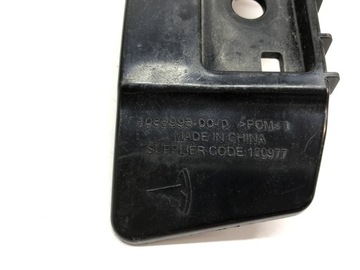 >POM<
MADE IN CHINA
SUPPLIER CODE:120977